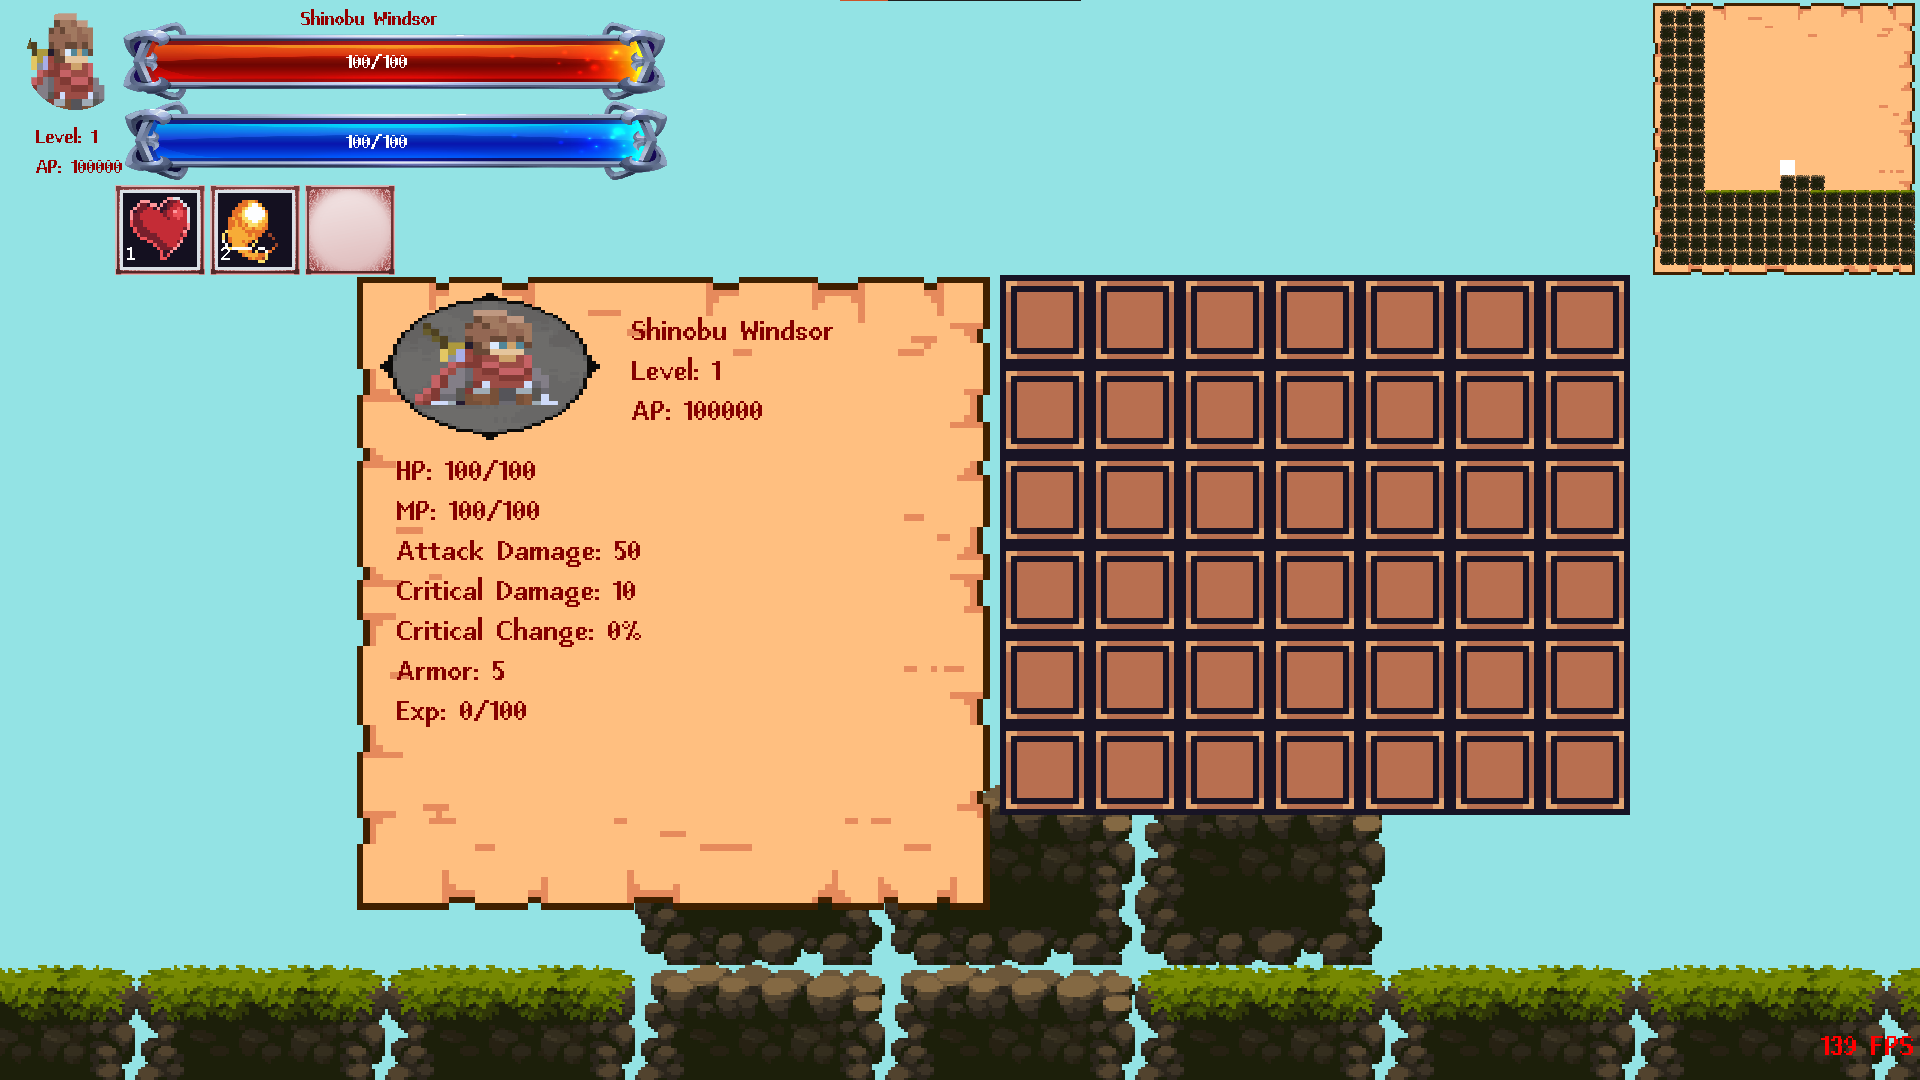 Shinobu Windsor
100/100
Level: 1
100/100
AP: 100000
1
2
Shinobu Windsor
Level: 1
AP: 100000
HP: 100/100
MP: 100/100
Attack Damage: 50
Critical Damage: 10
Critical Change: 0%
Armor: 5
Exp: 0/100
139 FPS